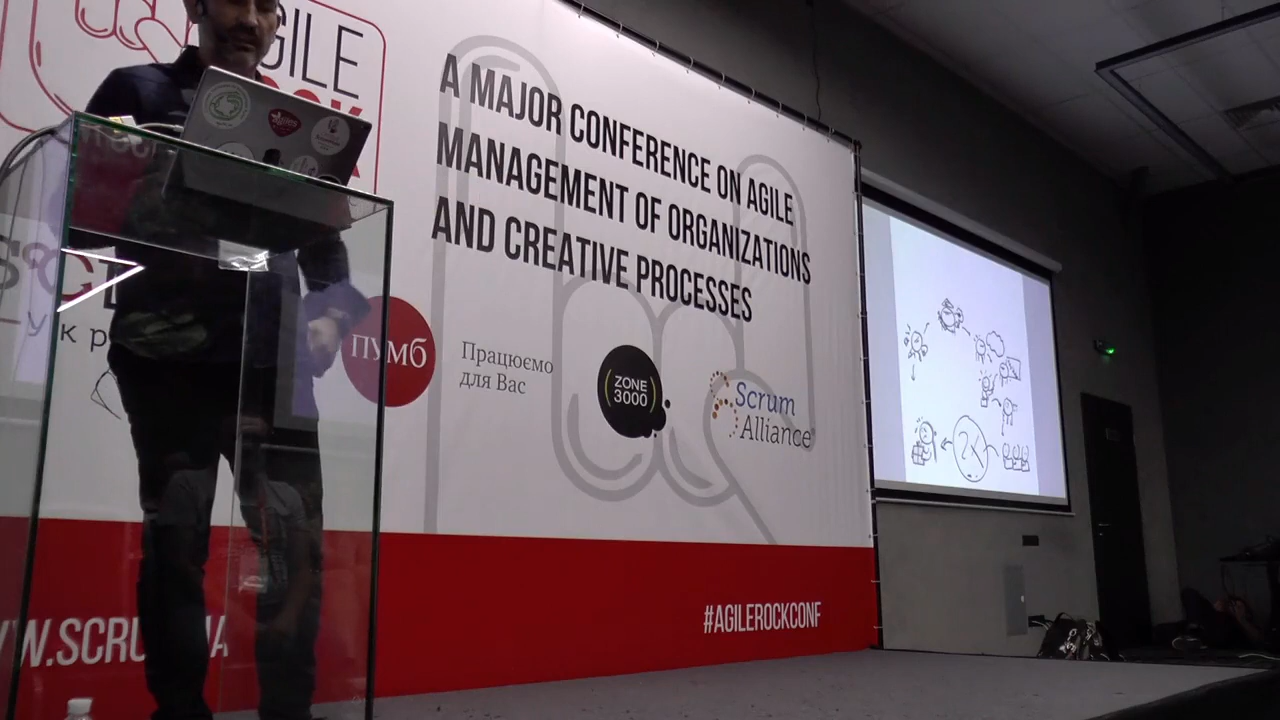 GILE
A MAJOR CONFERENCE ON AGILE
MANAGEMENT OF ORGANIZATIONS
AND CREATIVE PROCESSES
ПУМБ
Працюємо
для Вас
ZONE
3000
Scrum
Alliance
#AGILEROCKCONF